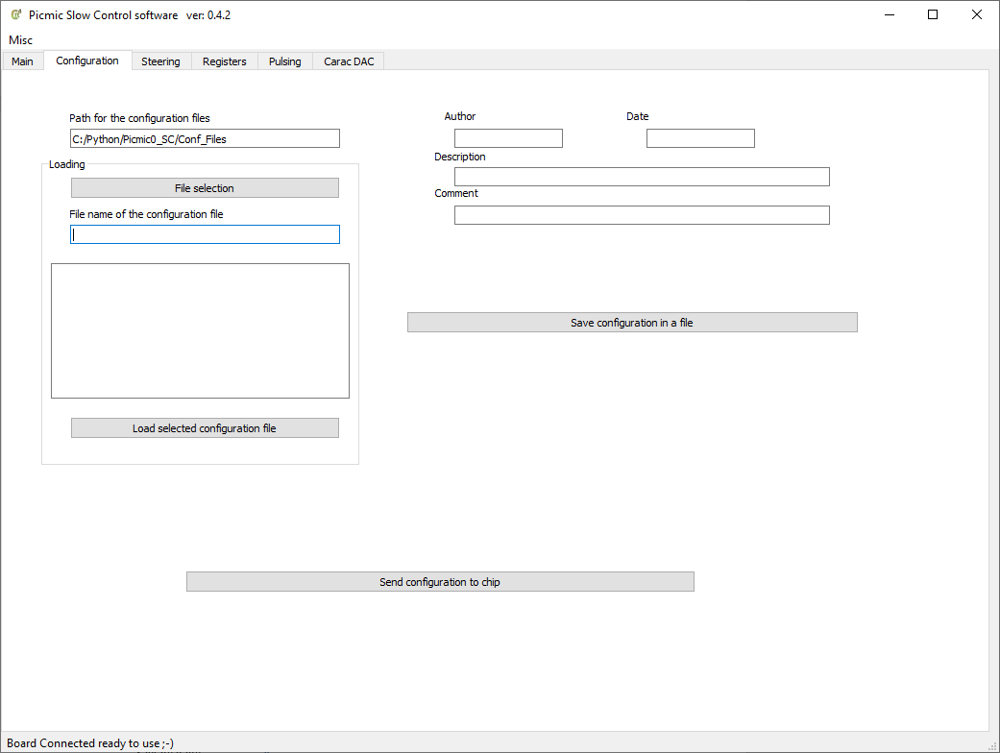 Picmic Slow Control software ver: 0.4.2
Misc
Main Configuration Steering Registers Pulsing Carac DAC
Path for the configuration files
C:/Python/Picmic0_SC/Conf_Files
Loading
File selection
File name of the configuration file
Load selected configuration file
Author Date
Description
Comment
Save configuration in a file
Send configuration to chip
Board Connected ready to use ;-)